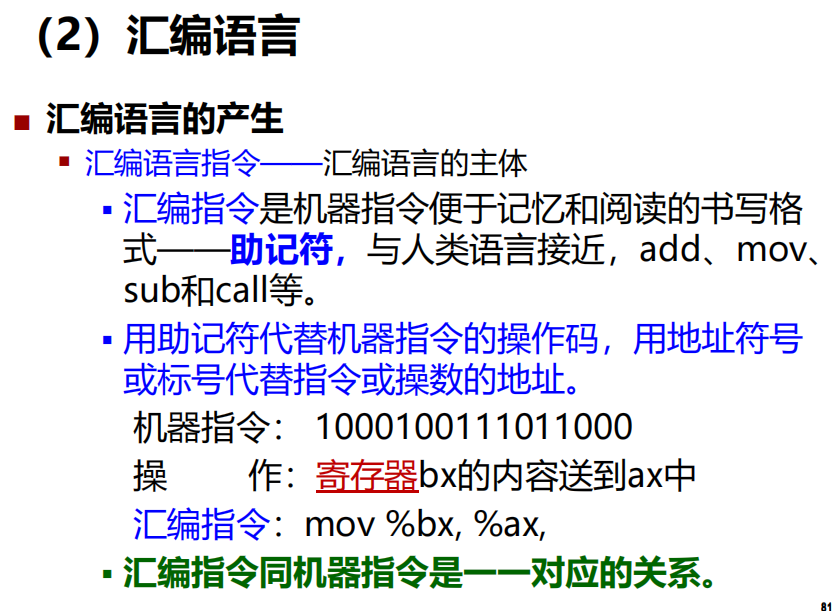 （2）汇编语言
汇编语言的产生
汇编语言指令——汇编语言的主体
汇编指令是机器指令便于记忆和阅读的书写格
式——助记符，与人类语言接近，add、mov、
sub和call等。
用助记符代替机器指令的操作码，用地址符号
或标号代替指令或操数的地址。
机器指令： 1000100111011000
操 作：寄存器bx的内容送到ax中
汇编指令：mov %bx, %ax,
汇编指令同机器指令是一一对应的关系。
81